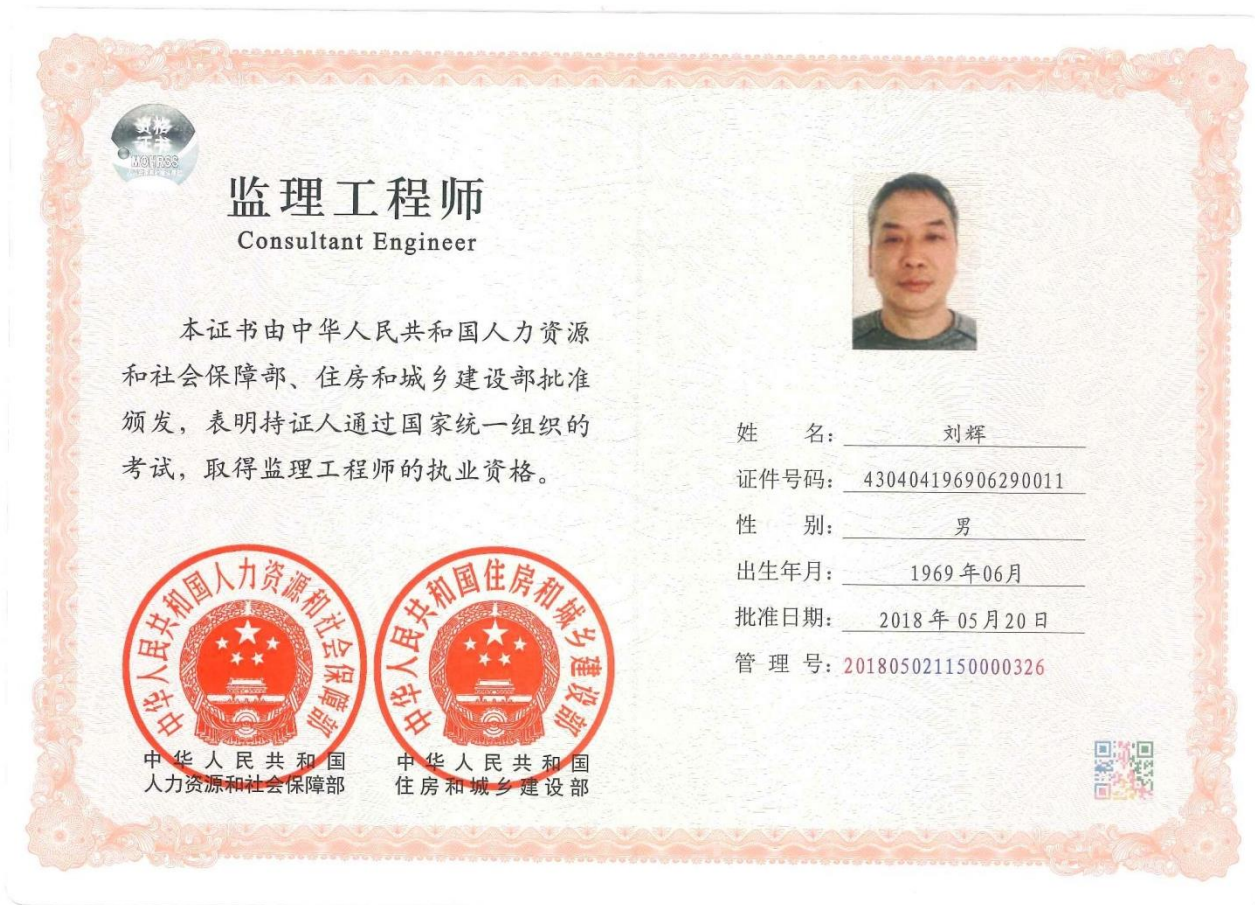 资格
证书
MOHRSS
监理工程师
Consultant Engineer
本证书由中华人民共和国人力资源
和社会保障部、住房和城乡建设部批准
颁发，表明持证人通过国家统一组织的
考试，取得监理工程师的执业资格。
中华人民共和国人力资源和社会保障部
中华人民共和国
人力资源和社会保障部
中华人民共和国住房和城乡建设部
中华人民共和国
住房和城乡建设部
姓 名：刘辉
证件号码：430404196906290011
性 别：男
出生年月：1969年06月
批准日期：2018年05月20日
管 理 号：201805021150000326